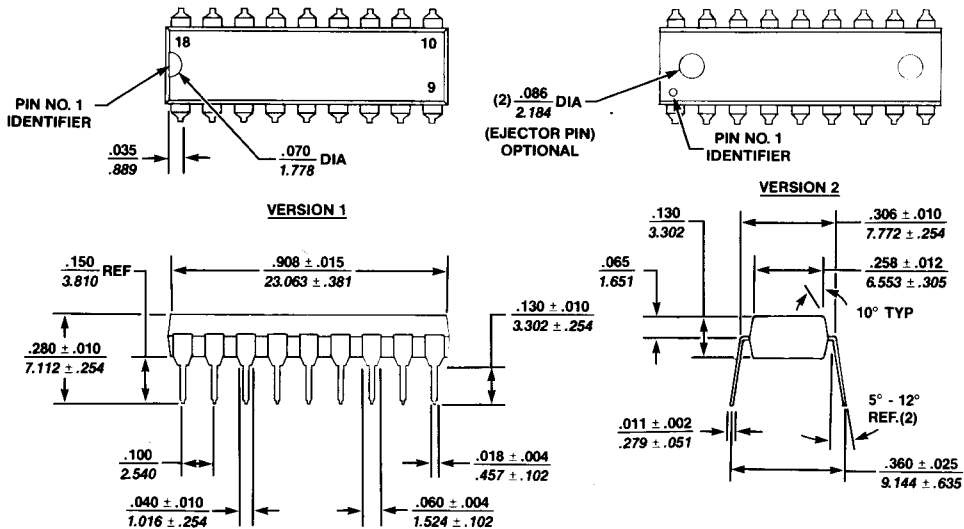 18
10
9
PIN NO. 1
IDENTIFIER
.035
.889
.070
1.778
DIA
VERSION 1
(2) .086
2.184
DIA
(EJECTOR PIN)
OPTIONAL
PIN NO. 1
IDENTIFIER
VERSION 2
.150
3.810
REF
.908 ± .015
23.063 ± .381
.130 ± .010
3.302 ± .254
.280 ± .010
7.112 ± .254
.100
2.540
.018 ± .004
.457 ± .102
.040 ± .010
1.016 ± .254
.060 ± .004
1.524 ± .102
.130
3.302
.306 ± .010
7.772 ± .254
.065
1.651
.258 ± .012
6.553 ± .305
10° TYP
5° - 12°
REF.(2)
.011 ± .002
.279 ± .051
.360 ± .025
9.144 ± .635